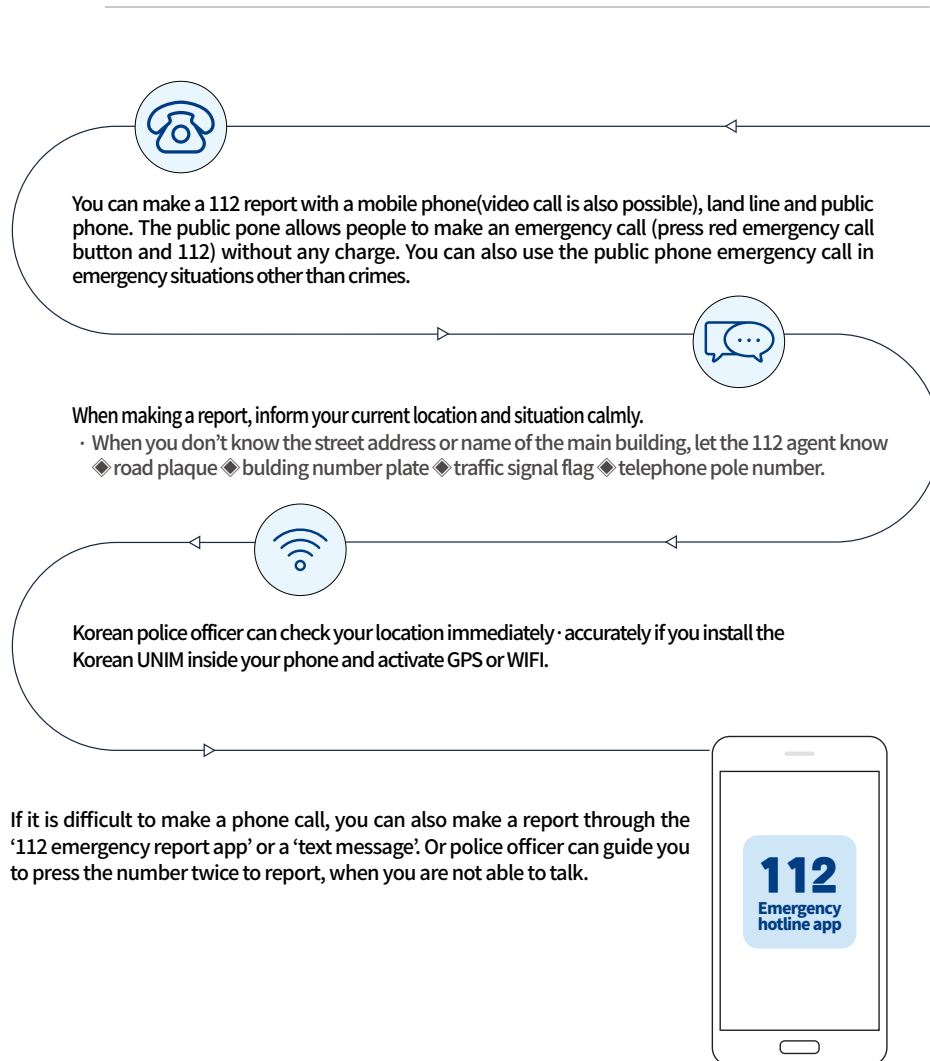 You can make a 112 report with a mobile phone(video call is also possible), land line and public
phone. The public pone allows people to make an emergency call (press red emergency call
button and 112) without any charge. You can also use the public phone emergency call in
emergency situations other than crimes.
When making a report, inform your current location and situation calmly.
· When you don’t know the street address or name of the main building, let the 112 agent know
◈road plaque ◈bulding number plate ◈traffic signal flag ◈telephone pole number.
Korean police officer can check your location immediately · accurately if you install the
Korean UNIM inside your phone and activate GPS or WIFI.
If it is difficult to make a phone call, you can also make a report through the
‘112 emergency report app’ or a ‘text message’. Or police officer can guide you
to press the number twice to report, when you are not able to talk.
112
Emergency
hotline app